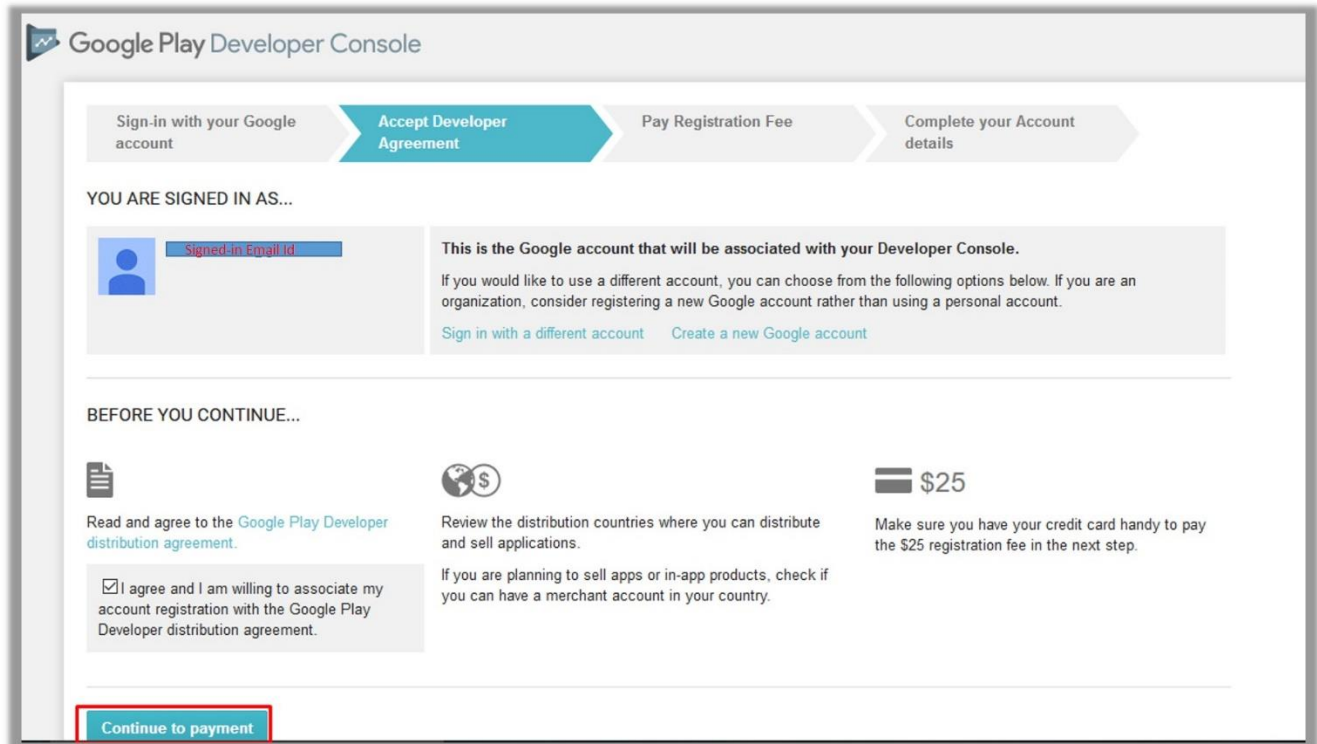 Google Play Developer Console
Sign-in with your Google
account
Accept Developer
Agreement
Pay Registration Fee
Complete your Account
details
YOU ARE SIGNED IN AS...
Signed-in Email Id
This is the Google account that will be associated with your Developer Console.
If you would like to use a different account, you can choose from the following options below. If you are an
organization, consider registering a new Google account rather than using a personal account.
Sign in with a different account Create a new Google account
BEFORE YOU CONTINUE...
Read and agree to the Google Play Developer
distribution agreement.
I agree and I am willing to associate my
account registration with the Google Play
Developer distribution agreement.
$
Review the distribution countries where you can distribute
and sell applications.
If you are planning to sell apps or in-app products, check if
you can have a merchant account in your country.
$25
Make sure you have your credit card handy to pay
the $25 registration fee in the next step.
Continue to payment